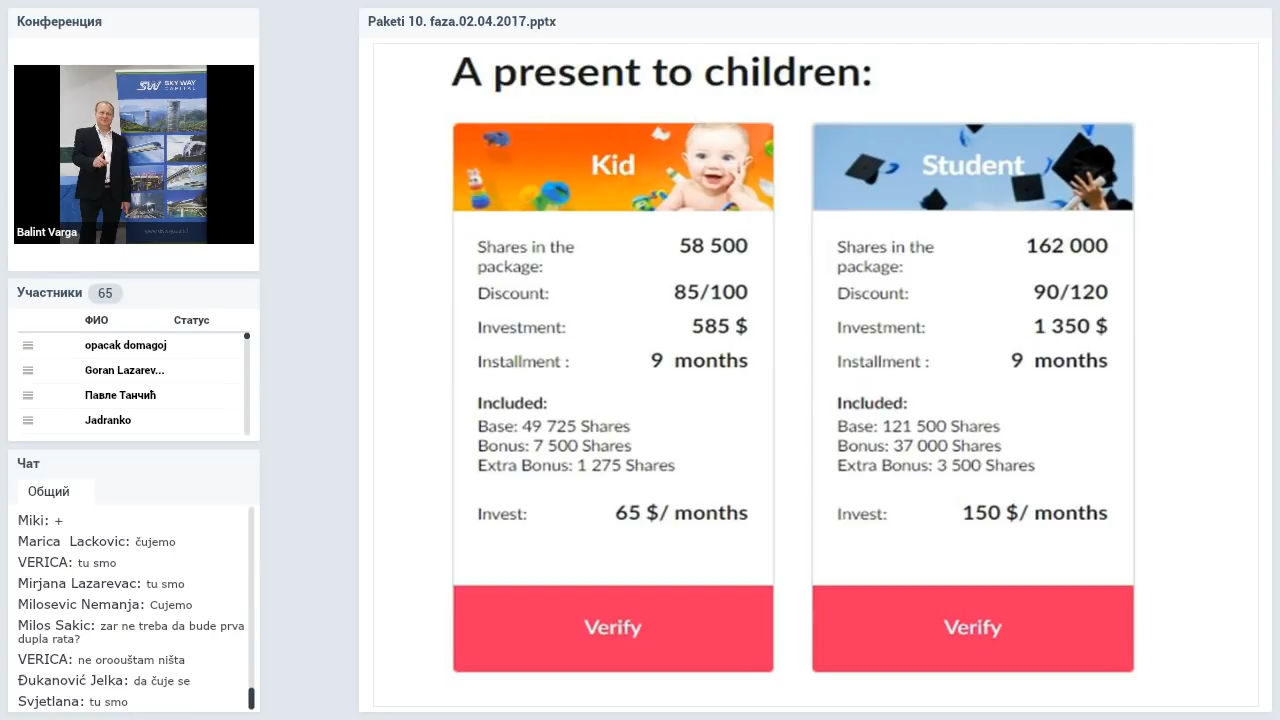 Конференция
SKY WAY
CAPITAL
Balint Varga
Участники 65
ФИО Статус
opacak domagoj
Goran Lazarev...
Павле Танчић
Jadranko
Чат
Общий
Miki: +
Marica Lackovic: čujemo
VERICA: tu smo
Mirjana Lazarevac: tu smo
Milosevic Nemanja: Cujemo
Milos Sakic: zar ne treba da bude prva
dupla rata?
VERICA: ne oroouštam ništa
Đukanović Jelka: da čuje se
Svjetlana: tu smo
Paketi 10. faza.02.04.2017.pptx
A present to children:
Kid
Shares in the 58 500
package:
Discount: 85/100
Investment: 585 $
Installment : 9 months
Included:
Base: 49 725 Shares
Bonus: 7 500 Shares
Extra Bonus: 1 275 Shares
Invest: 65 $/ months
Verify
Student
Shares in the 162 000
package:
Discount: 90/120
Investment: 1 350 $
Installment : 9 months
Included:
Base: 121 500 Shares
Bonus: 37 000 Shares
Extra Bonus: 3 500 Shares
Invest: 150 $/ months
Verify